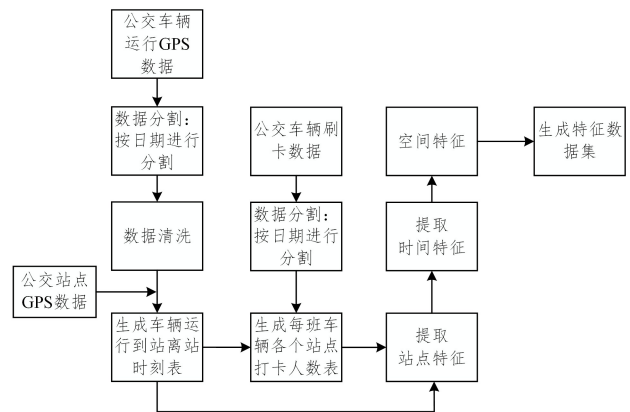 公交车辆
运行GPS
数据
数据分割：
按日期进行
分割
公交车辆刷
卡数据
空间特征
生成特征数
据集
数据清洗
数据分割：
按日期进行
分割
提取
时间特征
公交站点
GPS数据
生成车辆运
行到站离站
时刻表
生成每班车
辆各个站点
打卡人数表
提取
站点特征